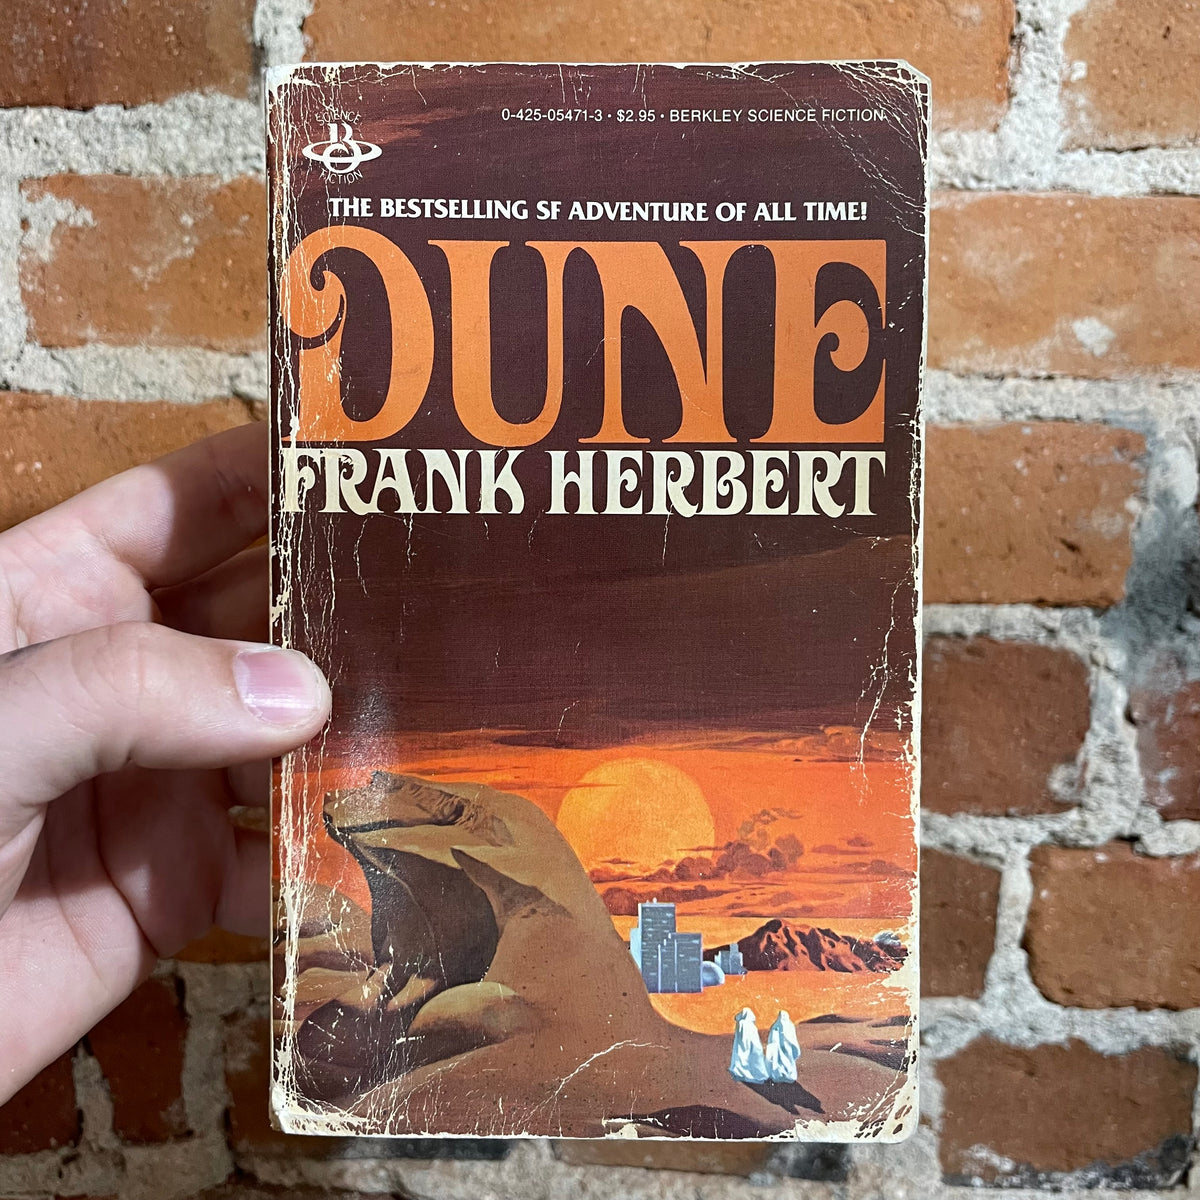 0-425-05471-3 • $2.95 • BERKLEY SCIENCE FICTION
SCIENCE
B
FICTION
THE BESTSELLING SF ADVENTURE OF ALL TIME!
DUNE
FRANK HERBERT